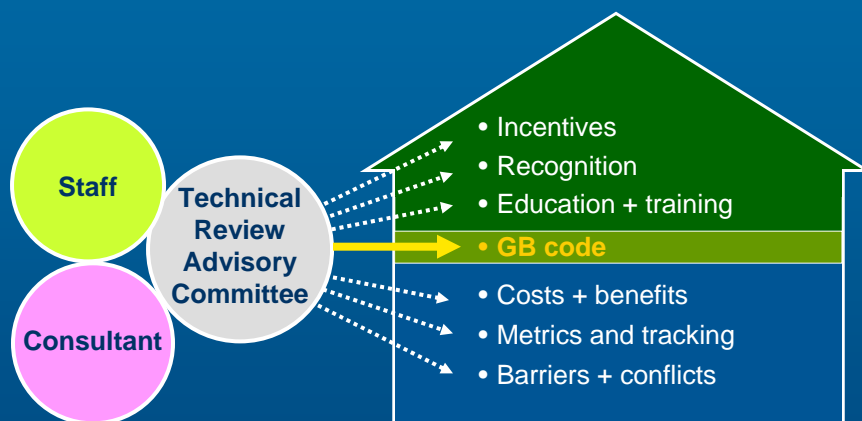 Staff
Consultant
Technical
Review
Advisory
Committee
• Incentives
• Recognition
• Education + training
• GB code
• Costs + benefits
• Metrics and tracking
• Barriers + conflicts